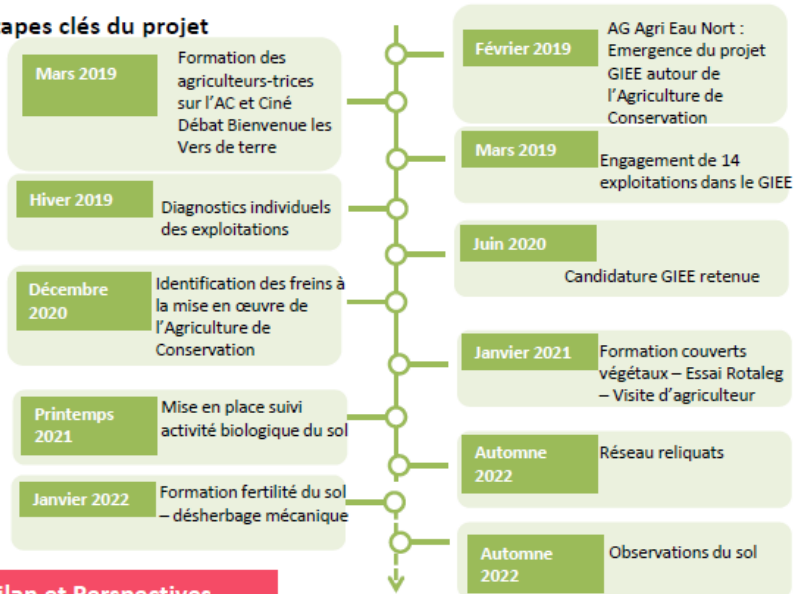 tapes clés du projet
Février 2019
AG Agri Eau Nort :
Emergence du projet
GIEE autour de
l'Agriculture de
Conservation
Mars 2019
Formation des
agriculteurs-trices
sur l'AC et Ciné
Débat Bienvenue les
Vers de terre
Mars 2019
Engagement de 14
exploitations dans le GIEE
Hiver 2019
Diagnostics individuels
des exploitations
Juin 2020
Candidature GIEE retenue
Décembre
2020
Identification des freins à
la mise en œuvre de
l'Agriculture de
Conservation
Janvier 2021
Formation couverts
végétaux – Essai Rotaleg
– Visite d'agriculteur
Printemps
2021
Mise en place suivi
activité biologique du sol
Automne
2022
Réseau reliquats
Janvier 2022
Formation fertilité du sol
– désherbage mécanique
Automne
2022
Observations du sol
ilan et Perspectives